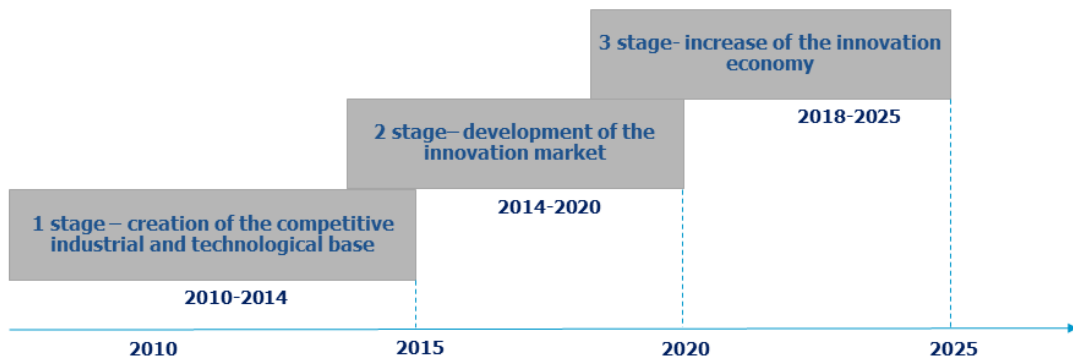 3 stage- increase of the innovation
economy
2018-2025
2 stage– development of the
innovation market
2014-2020
1 stage – creation of the competitive
industrial and technological base
2010-2014
2010
2015
2020
2025